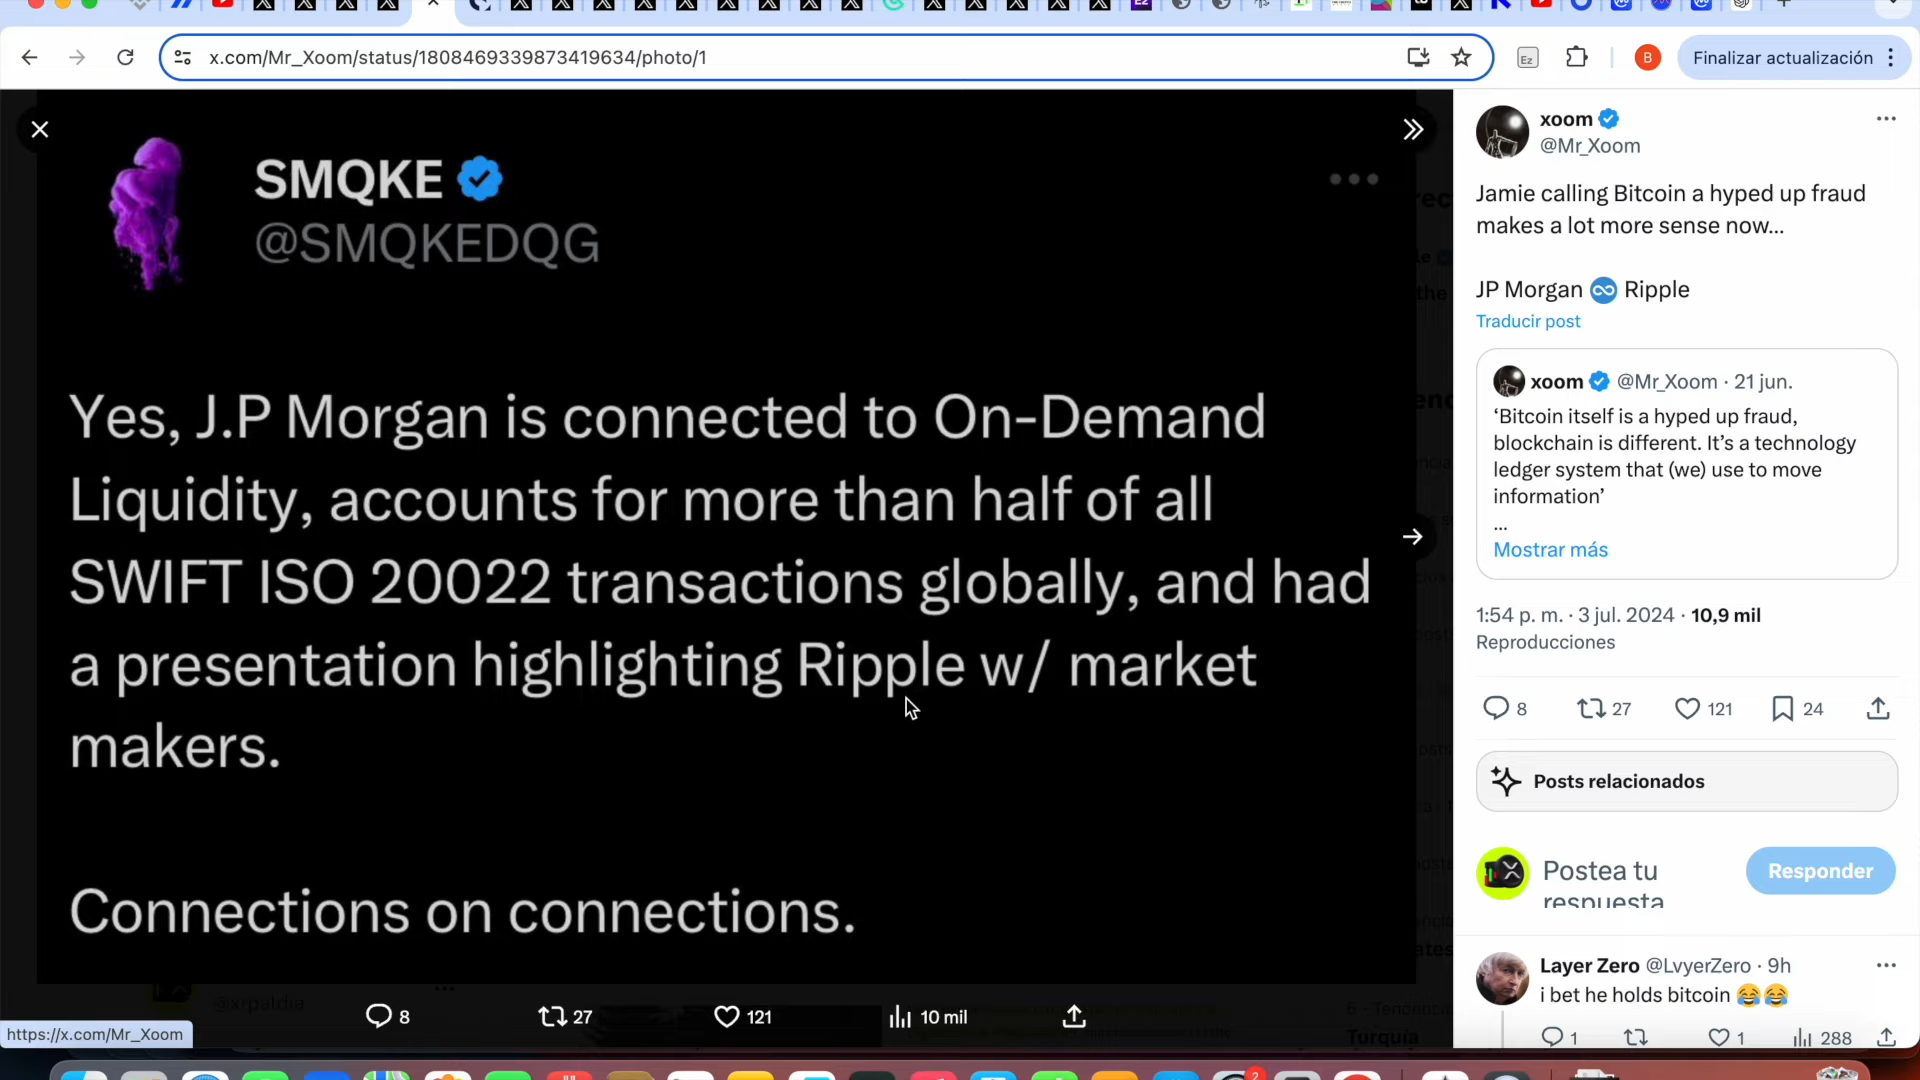 x.com/Mr_Xoom/status/1808469339873419634/photo/1
Ez
B
Finalizar actualización
SMQKE
@SMQKEDQG
Yes, J.P Morgan is connected to On-Demand
Liquidity, accounts for more than half of all
SWIFT ISO 20022 transactions globally, and had
a presentation highlighting Ripple w/ market
makers.
Connections on connections.
8
27
121
10 mil
@xrpaldia
Turquía
https://x.com/Mr_Xoom
xoom
@Mr_Xoom
Jamie calling Bitcoin a hyped up fraud
makes a lot more sense now...
JP Morgan ♾️ Ripple
Traducir post
xoom @Mr_Xoom · 21 jun.
‘Bitcoin itself is a hyped up fraud,
blockchain is different. It’s a technology
ledger system that (we) use to move
information’
...
Mostrar más
1:54 p. m. · 3 jul. 2024 · 10,9 mil
Reproducciones
8
27
121
24
Posts relacionados
Postea tu
respuesta
Responder
Layer Zero @LvyerZero · 9h
i bet he holds bitcoin 😂😂
1
1
288
2